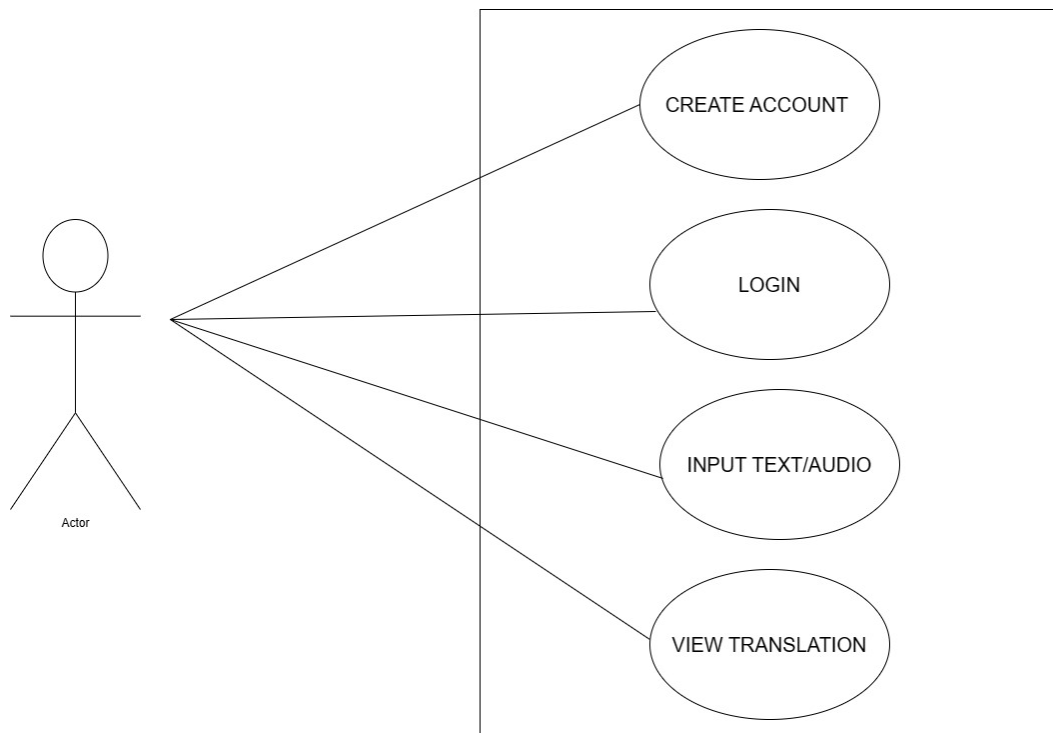 CREATE ACCOUNT
LOGIN
INPUT TEXT/AUDIO
Actor
VIEW TRANSLATION